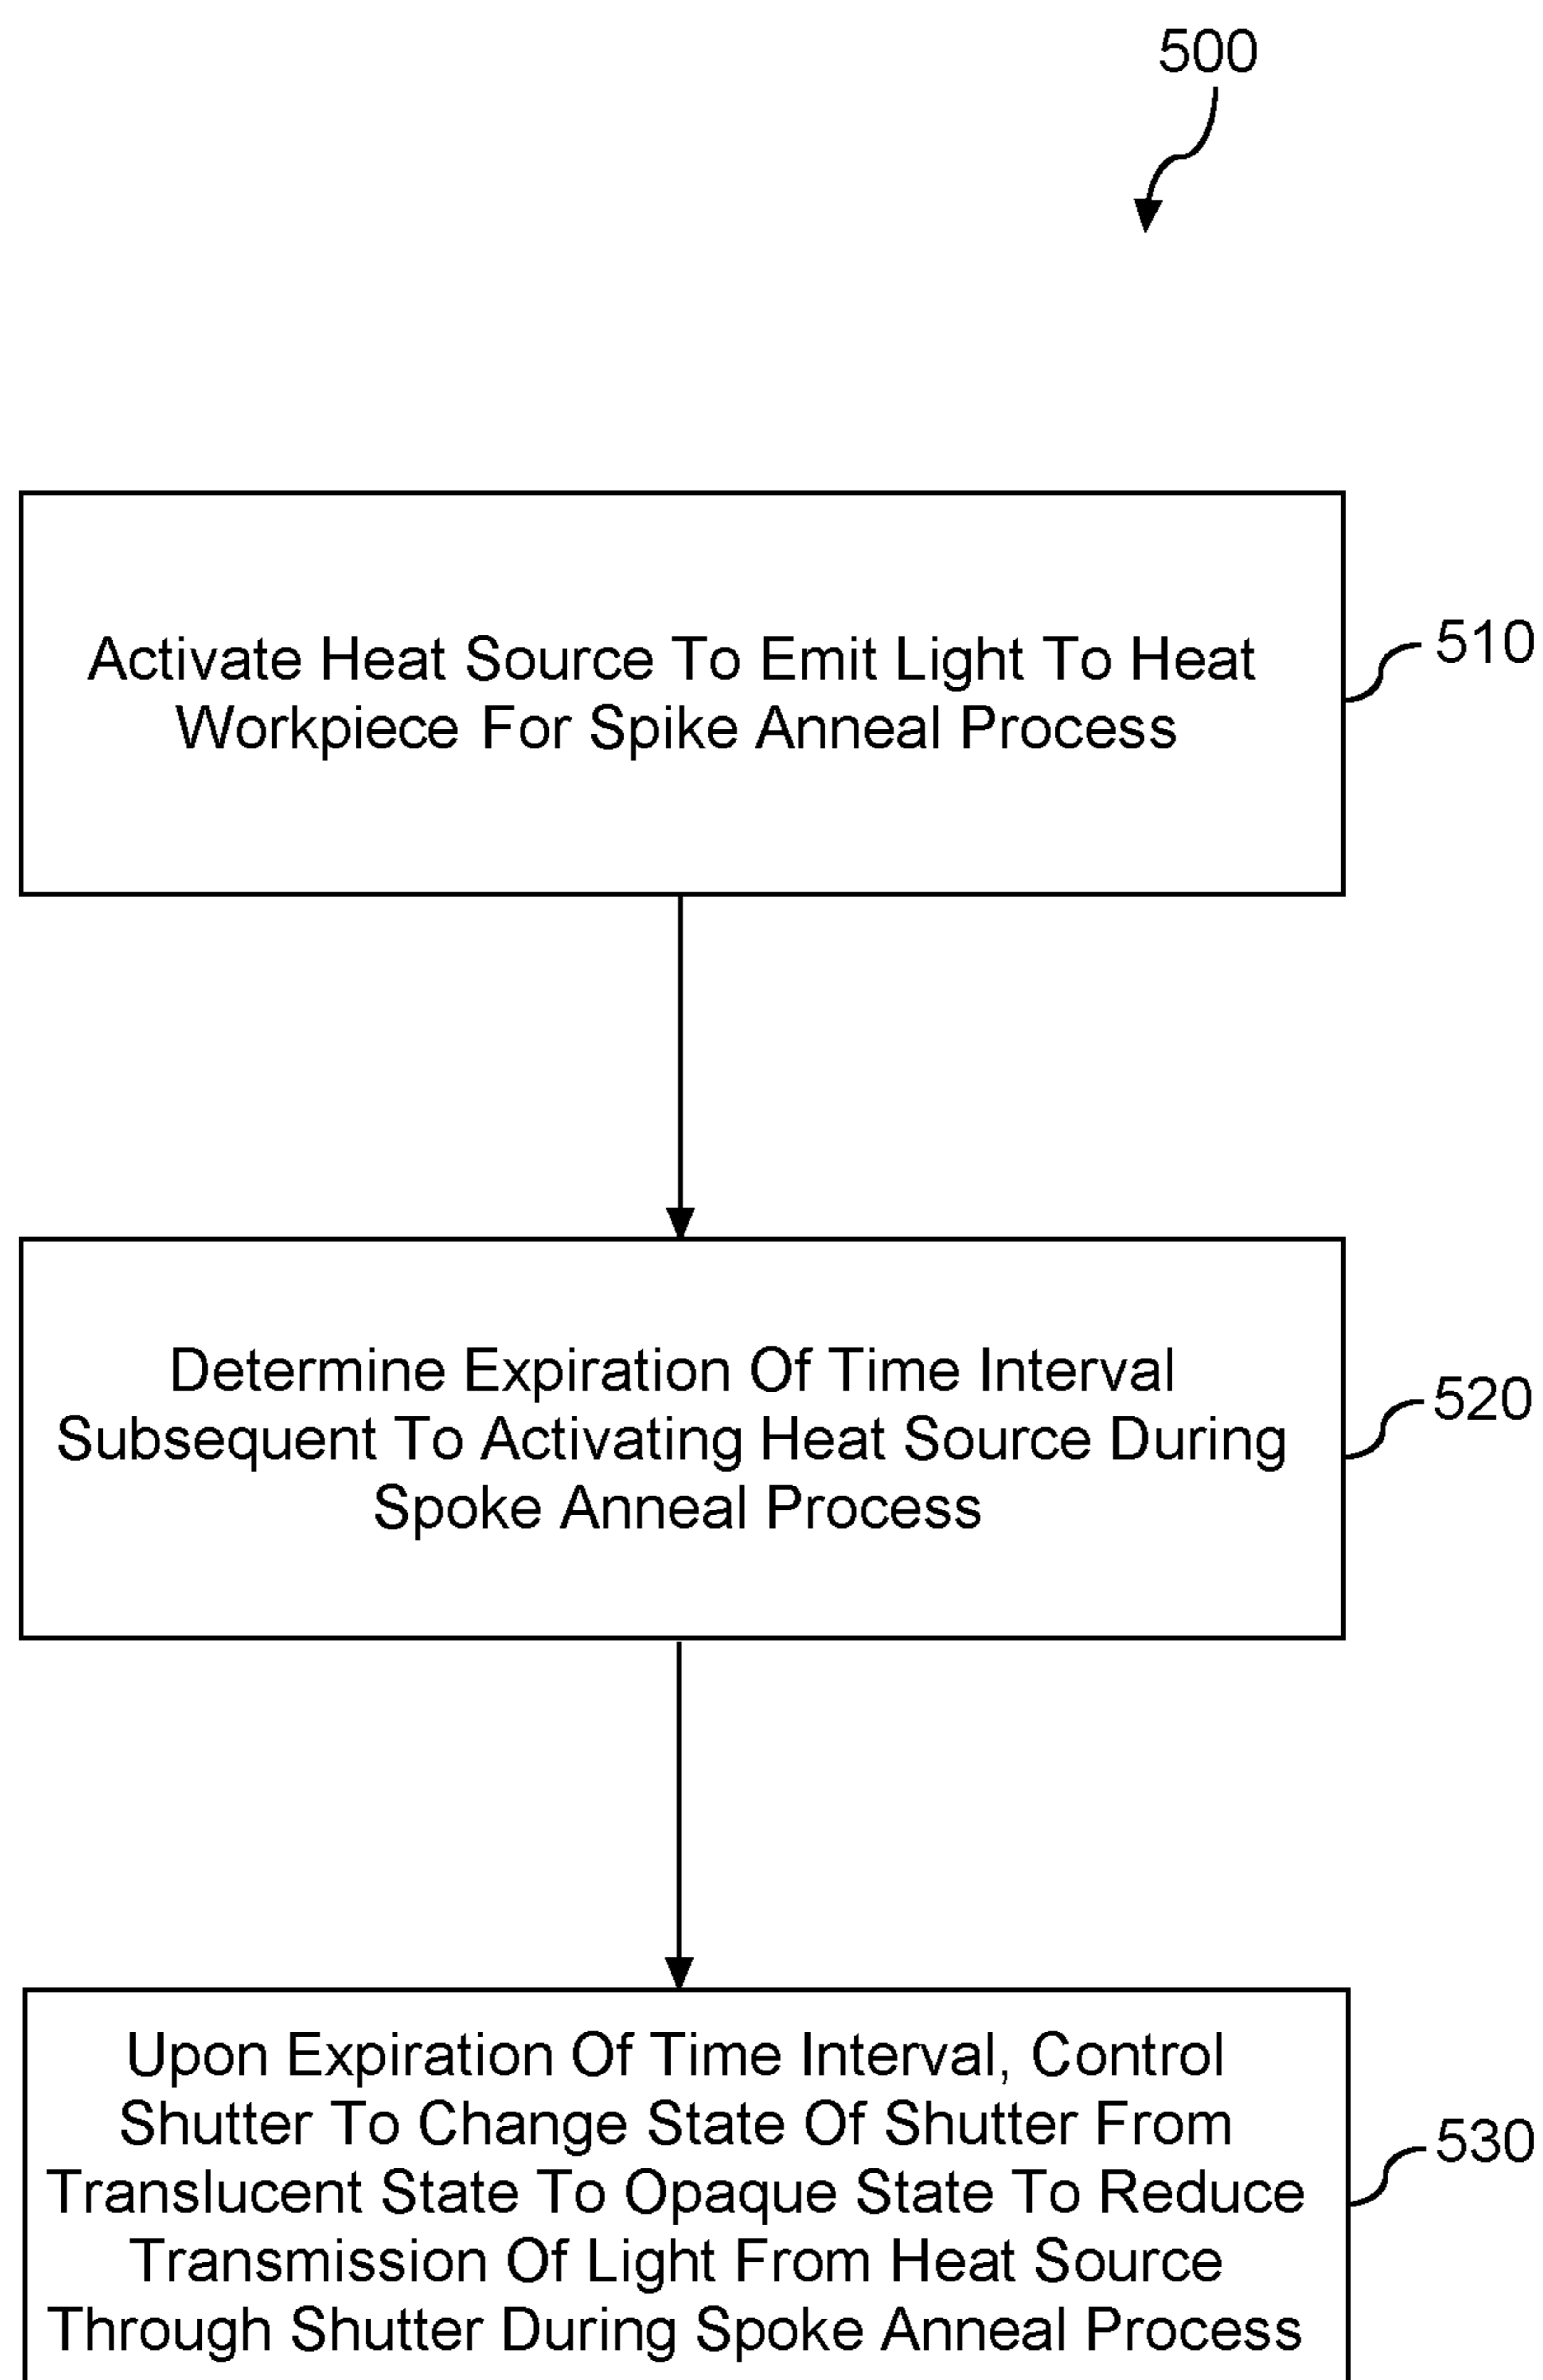 500
Activate Heat Source To Emit Light To Heat
Workpiece For Spike Anneal Process
510
Determine Expiration Of Time Interval
Subsequent To Activating Heat Source During
Spoke Anneal Process
520
Upon Expiration Of Time Interval, Control
Shutter To Change State Of Shutter From
Translucent State To Opaque State To Reduce
Transmission Of Light From Heat Source
Through Shutter During Spoke Anneal Process
530